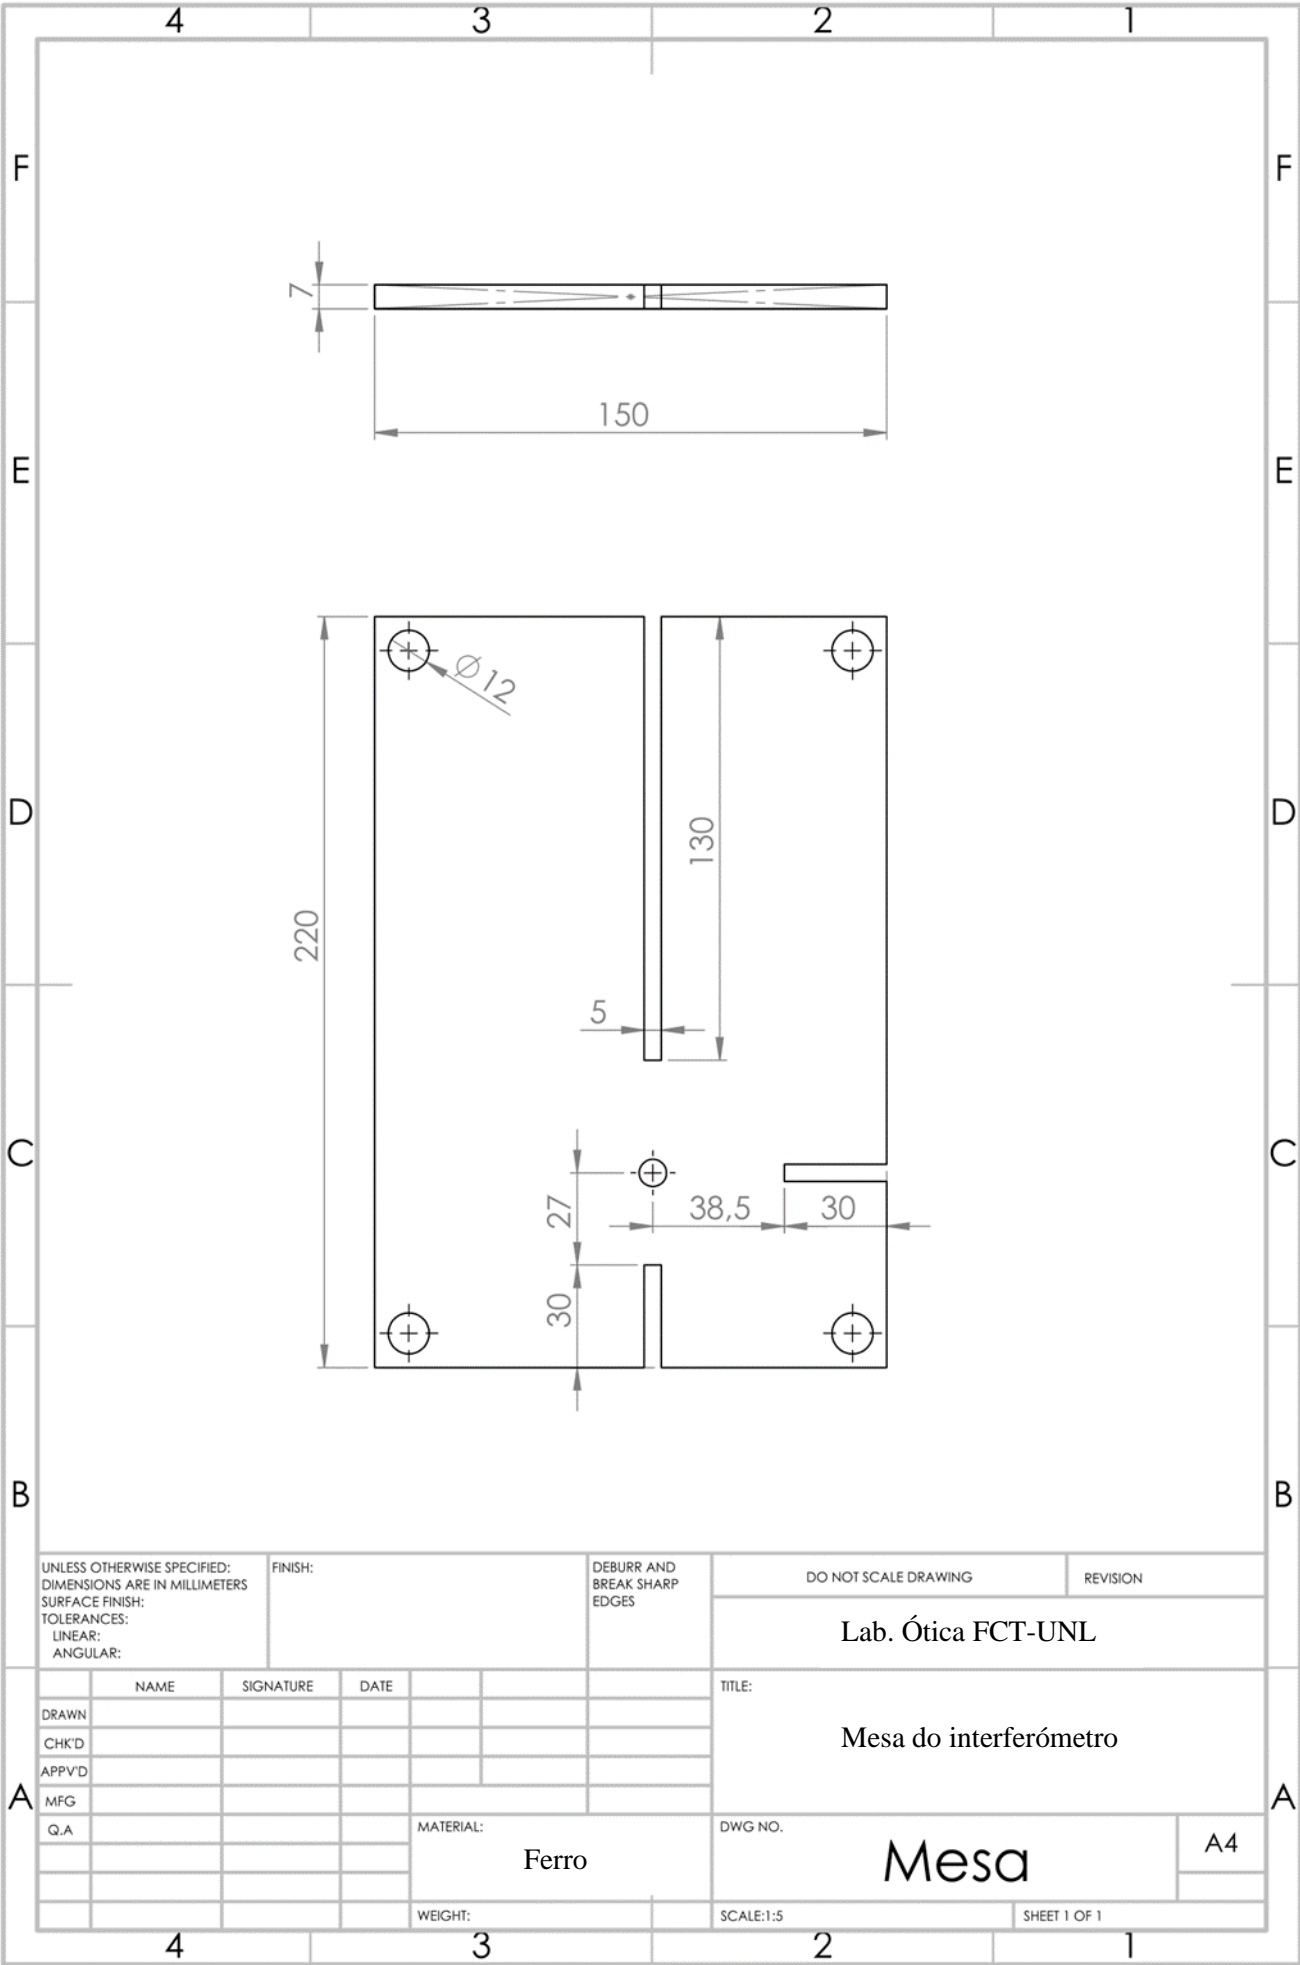 4 3 2 1
F F
7
150
E E
Ø12
D D
130
220
5
C C
27
38,5 30
30
B B
UNLESS OTHERWISE SPECIFIED:
DIMENSIONS ARE IN MILLIMETERS
SURFACE FINISH:
TOLERANCES:
LINEAR:
ANGULAR:
FINISH:
DEBURR AND
BREAK SHARP
EDGES
DO NOT SCALE DRAWING
REVISION
Lab. Ótica FCT-UNL
NAME SIGNATURE DATE
DRAWN
CHK'D
APPV'D
MFG
Q.A
TITLE:
Mesa do interferómetro
A A
MATERIAL:
Ferro
DWG NO.
Mesa
A4
WEIGHT:
SCALE:1:5
SHEET 1 OF 1
4 3 2 1